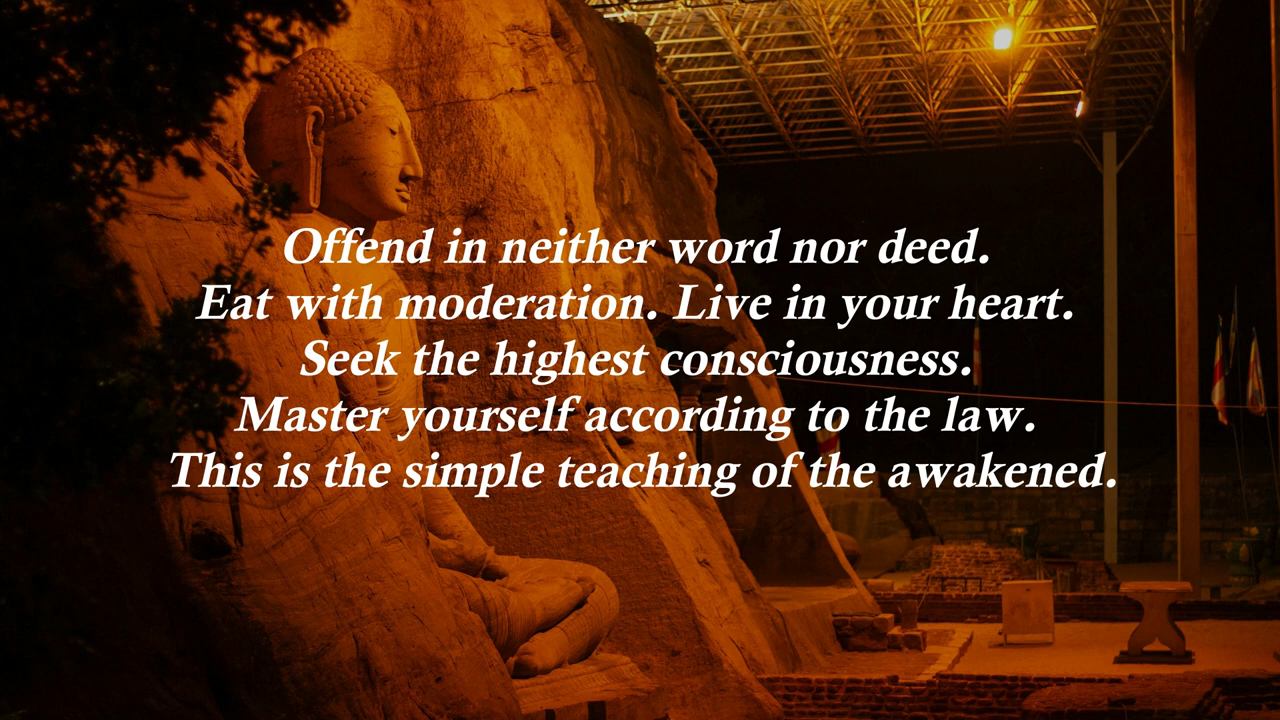 Offend in neither word nor deed.
Eat with moderation. Live in your heart.
Seek the highest consciousness.
Master yourself according to the law.
This is the simple teaching of the awakened.